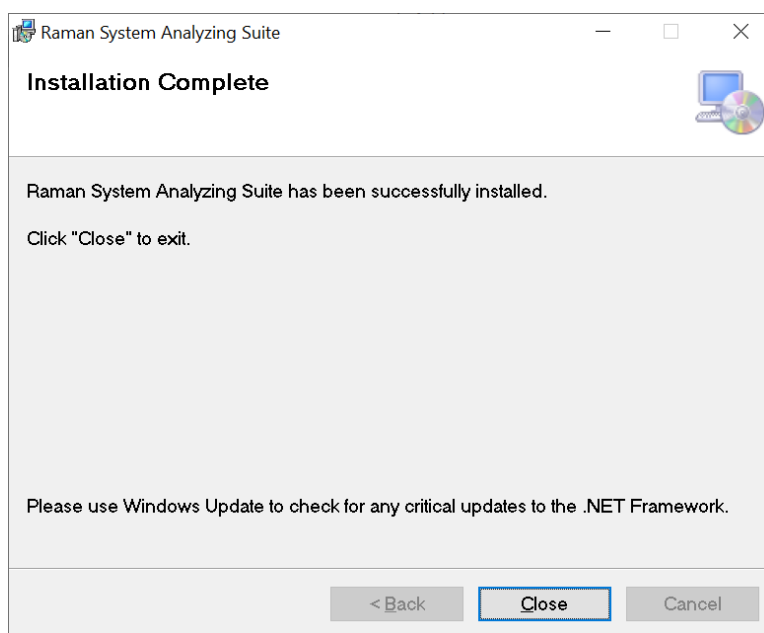 Raman System Analyzing Suite
Installation Complete
Raman System Analyzing Suite has been successfully installed.
Click "Close" to exit.
Please use Windows Update to check for any critical updates to the .NET Framework.
< Back
Close
Cancel